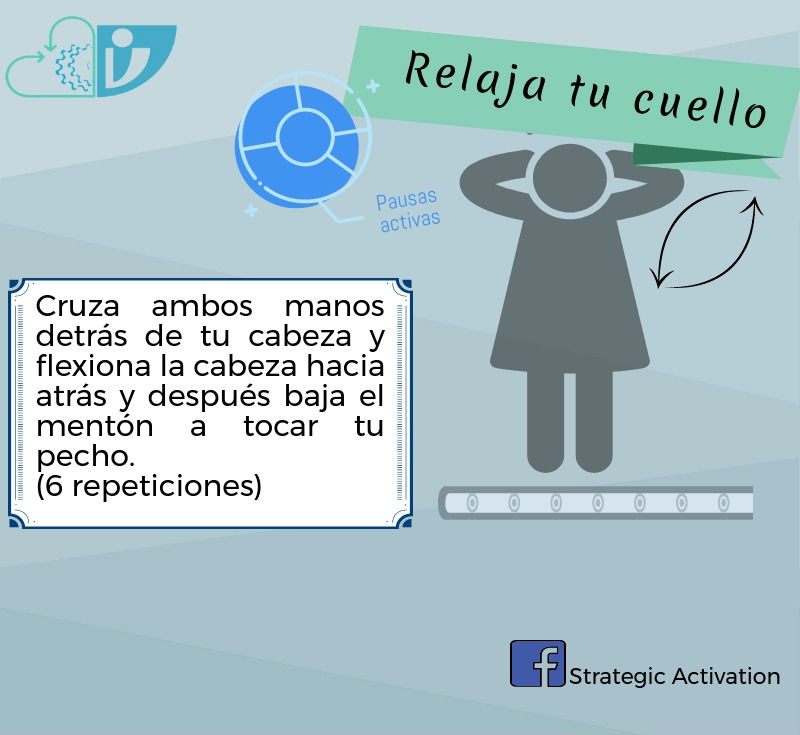 Relaja tu cuello
Pausas
activas
Cruza ambos manos
detrás de tu cabeza y
flexiona la cabeza hacia
atrás y después baja el
mentón a tocar tu
pecho.
(6 repeticiones)
Strategic Activation